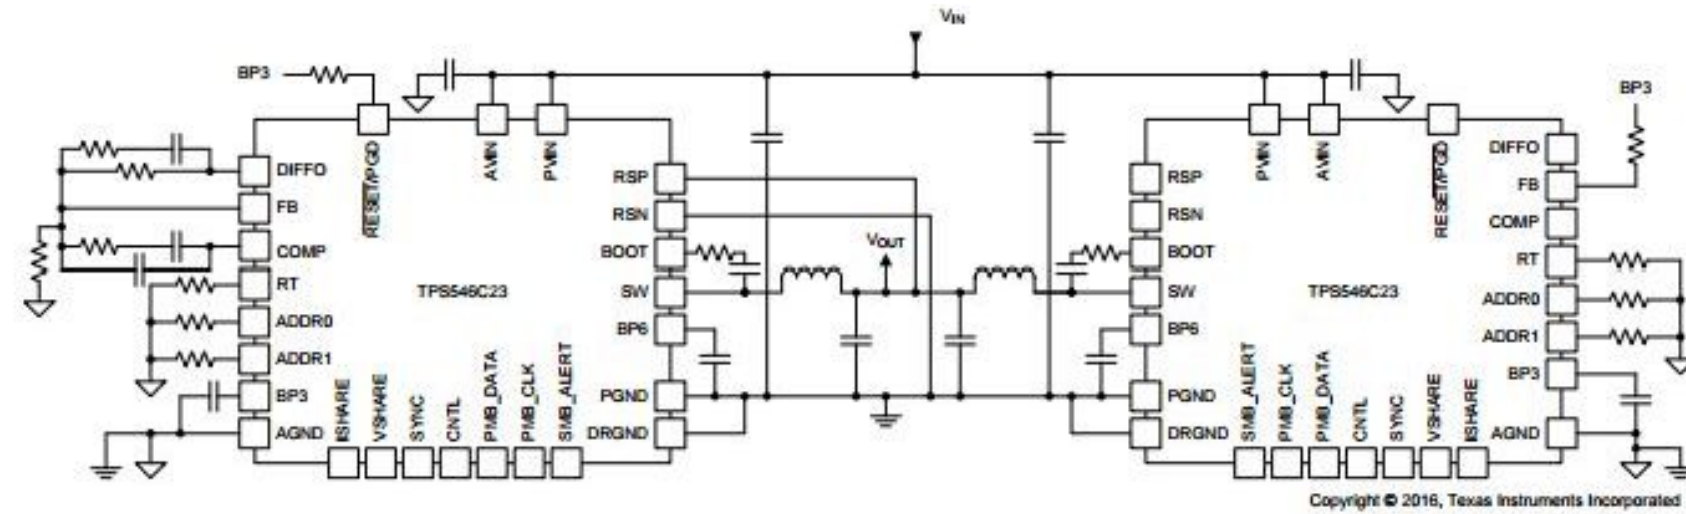 V_IN
BP3
BP3
RESET/PGD
AVIN
PVIN
PVIN
AVIN
RESET/PGD
DIFFO
FB
COMP
RT
ADDR0
ADDR1
BP3
AGND
TPS546C23
RSP
RSN
BOOT
SW
BP6
PGND
DRGND
ISHARE
VSHARE
SYNC
CNTL
PMB_DATA
PMB_CLK
SMB_ALERT
V_OUT
RSP
RSN
BOOT
SW
BP6
PGND
DRGND
TPS546C23
DIFFO
FB
COMP
RT
ADDR0
ADDR1
BP3
AGND
SMB_ALERT
PMB_CLK
PMB_DATA
CNTL
SYNC
VSHARE
ISHARE
Copyright © 2016, Texas Instruments Incorporated